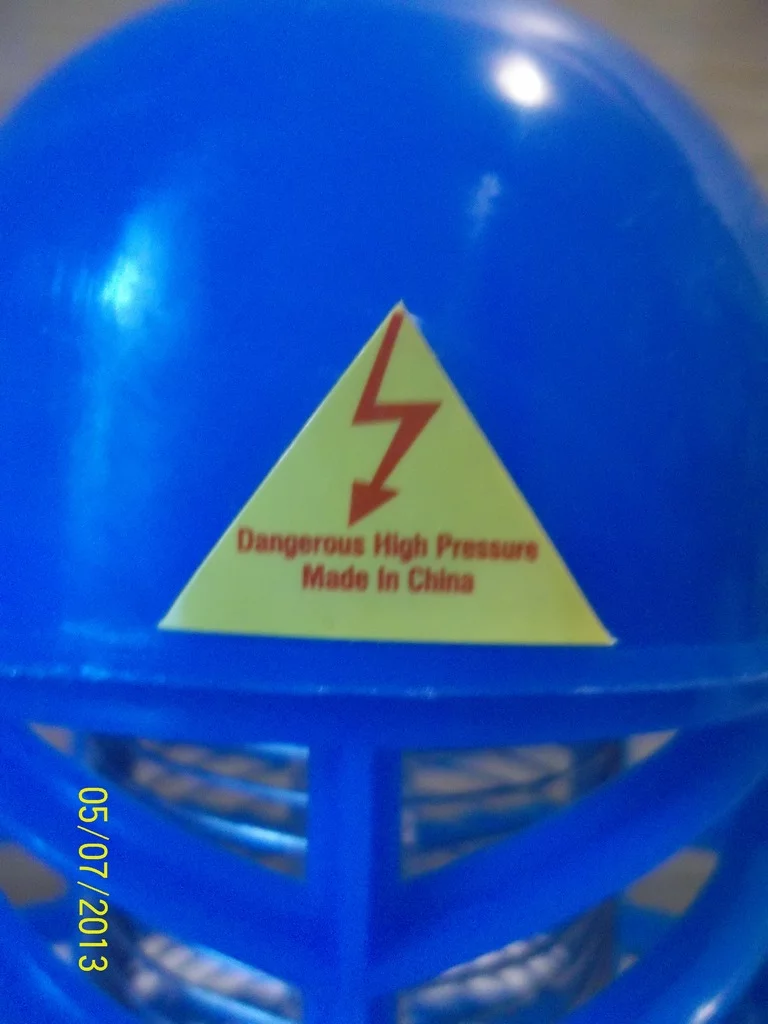 Dangerous High Pressure
Made In China
05/07/2013